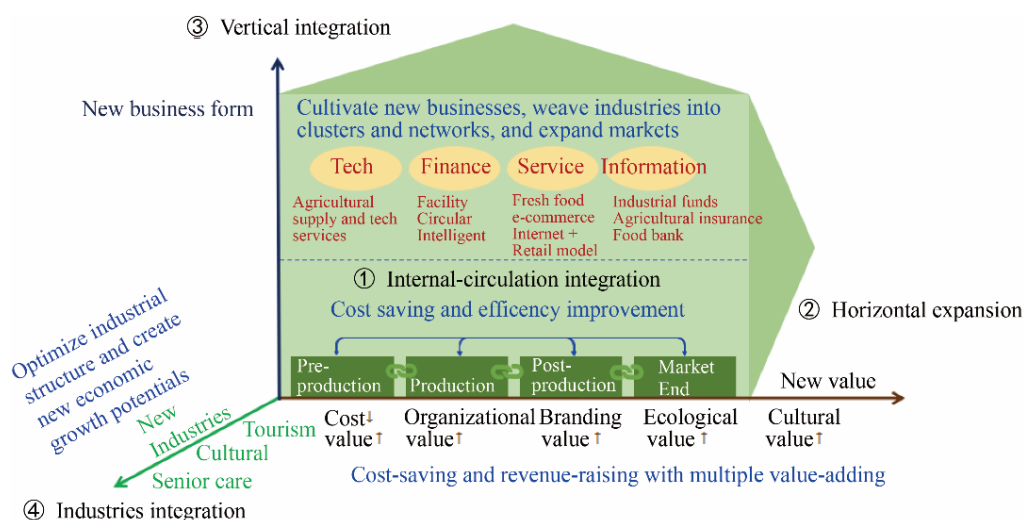 ③ Vertical integration
New business form
Cultivate new businesses, weave industries into
clusters and networks, and expand markets
Tech
Finance
Service
Information
Agricultural
supply and tech
services
Facility
Circular
Intelligent
Fresh food
e-commerce
Internet +
Retail model
Industrial funds
Agricultural insurance
Food bank
① Internal-circulation integration
Cost saving and efficency improvement
② Horizontal expansion
Pre-
production
Production
Post-
production
Market
End
New value
Cost↓
value↑
Organizational
value↑
Branding
value↑
Ecological
value↑
Cultural
value↑
Cost-saving and revenue-raising with multiple value-adding
Optimize industrial
structure and create
new economic
growth potentials
New
Industries
Tourism
Cultural
Senior care
④ Industries integration